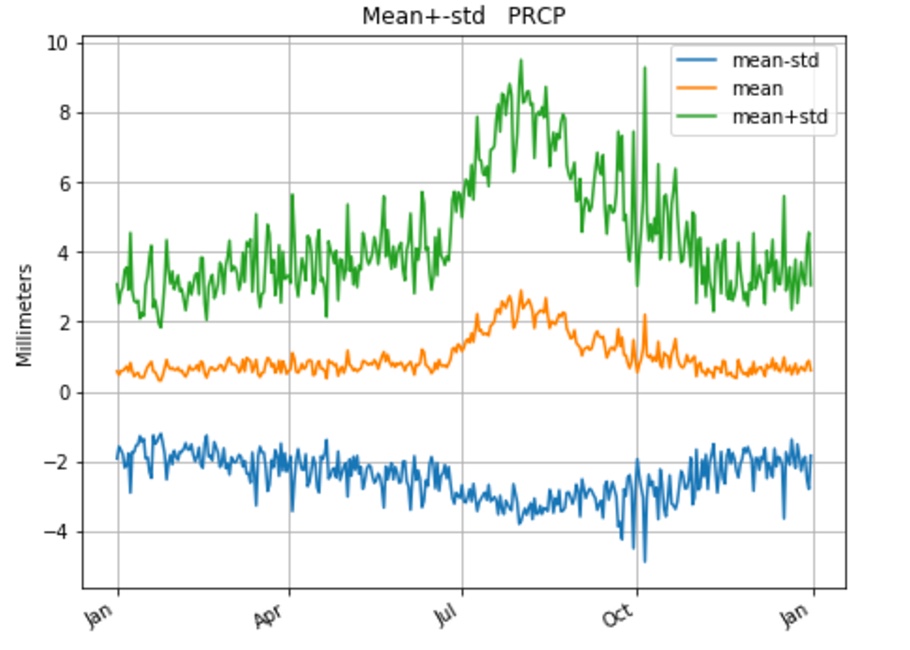 Mean+-std PRCP
10
8
6
4
2
0
−2
−4
Millimeters
mean-std
mean
mean+std
Jan
Apr
Jul
Oct
Jan